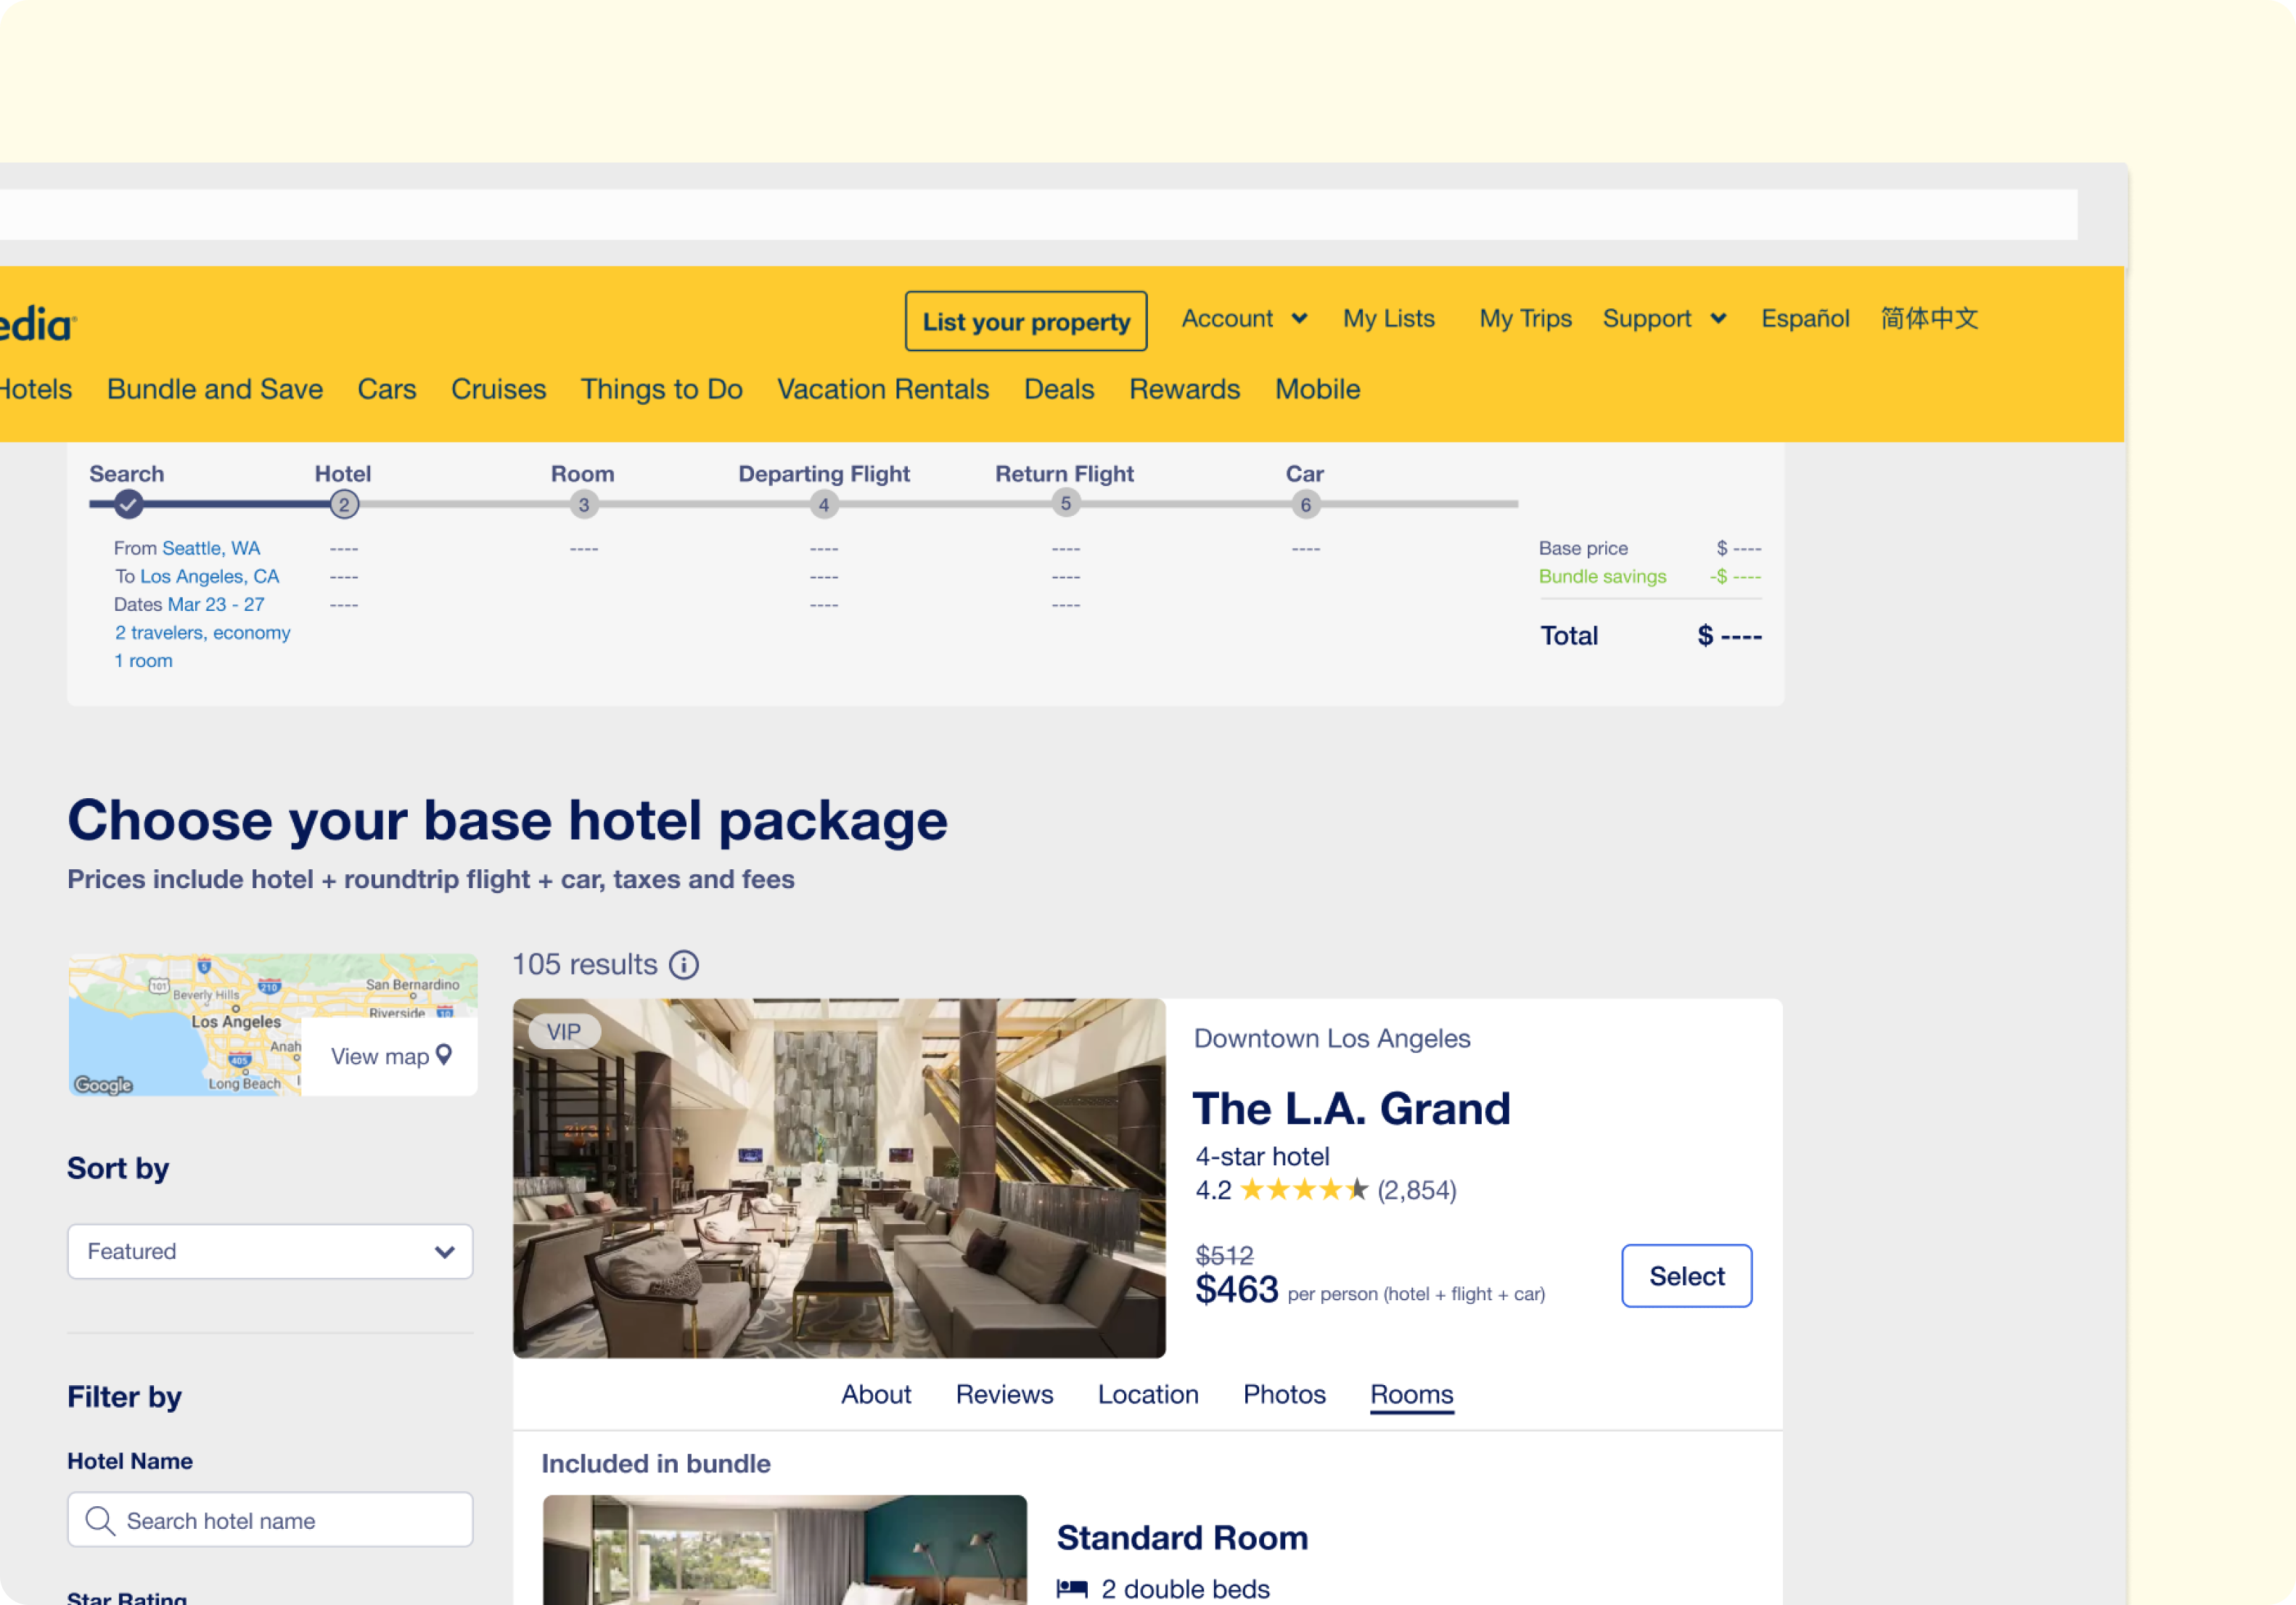 edia
List your property
Account
My Lists
My Trips
Support
Español
简体中文
Hotels
Bundle and Save
Cars
Cruises
Things to Do
Vacation Rentals
Deals
Rewards
Mobile
Search
Hotel
Room
Departing Flight
Return Flight
Car
2
3
4
5
6
From Seattle, WA
To Los Angeles, CA
Dates Mar 23 - 27
2 travelers, economy
1 room
----
----
----
----
----
----
----
----
----
----
----
Base price $ ----
Bundle savings -$ ----
Total $ ----
Choose your base hotel package
Prices include hotel + roundtrip flight + car, taxes and fees
5
101
210
San Bernardino
Beverly Hills
Riverside
10
Los Angeles
Anah
405
Long Beach
Google
View map
Sort by
Featured
Filter by
Hotel Name
Search hotel name
Star Rating
105 results
VIP
Downtown Los Angeles
The L.A. Grand
4-star hotel
4.2 (2,854)
$512
$463 per person (hotel + flight + car)
Select
About
Reviews
Location
Photos
Rooms
Included in bundle
Standard Room
2 double beds